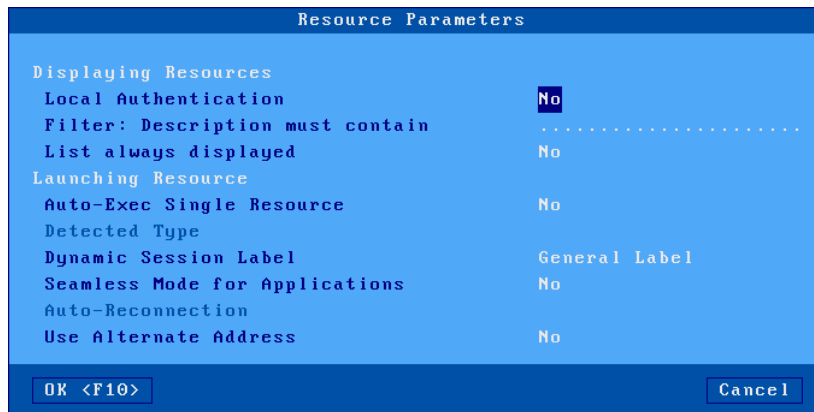 Resource Parameters
Displaying Resources
Local Authentication No
Filter: Description must contain ......................
List always displayed No
Launching Resource
Auto-Exec Single Resource No
Detected Type
Dynamic Session Label General Label
Seamless Mode for Applications No
Auto-Reconnection
Use Alternate Address No
OK <F10> Cancel